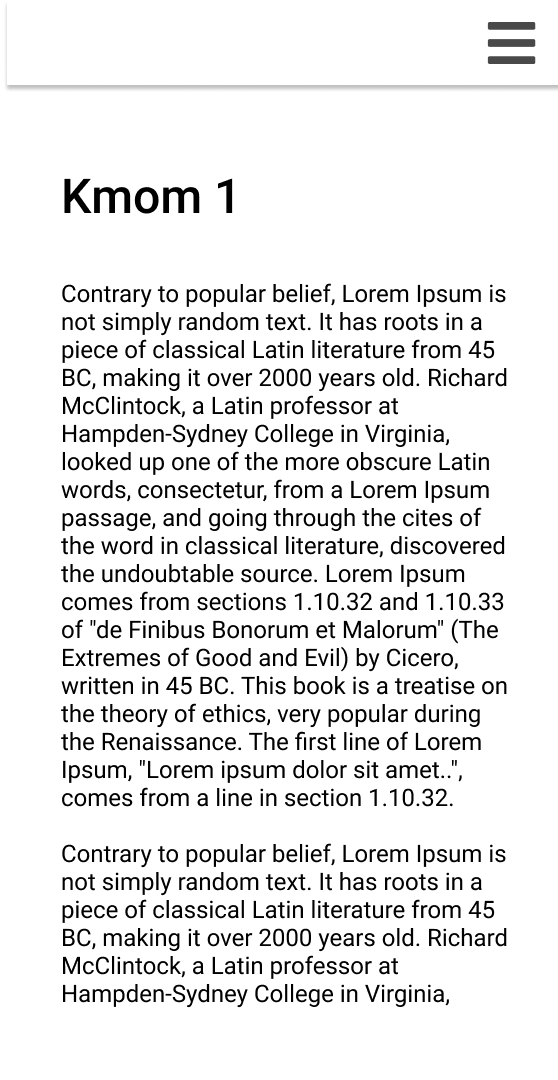 Kmom 1
Contrary to popular belief, Lorem Ipsum is
not simply random text. It has roots in a
piece of classical Latin literature from 45
BC, making it over 2000 years old. Richard
McClintock, a Latin professor at
Hampden-Sydney College in Virginia,
looked up one of the more obscure Latin
words, consectetur, from a Lorem Ipsum
passage, and going through the cites of
the word in classical literature, discovered
the undoubtable source. Lorem Ipsum
comes from sections 1.10.32 and 1.10.33
of "de Finibus Bonorum et Malorum" (The
Extremes of Good and Evil) by Cicero,
written in 45 BC. This book is a treatise on
the theory of ethics, very popular during
the Renaissance. The first line of Lorem
Ipsum, "Lorem ipsum dolor sit amet..",
comes from a line in section 1.10.32.
Contrary to popular belief, Lorem Ipsum is
not simply random text. It has roots in a
piece of classical Latin literature from 45
BC, making it over 2000 years old. Richard
McClintock, a Latin professor at
Hampden-Sydney College in Virginia,